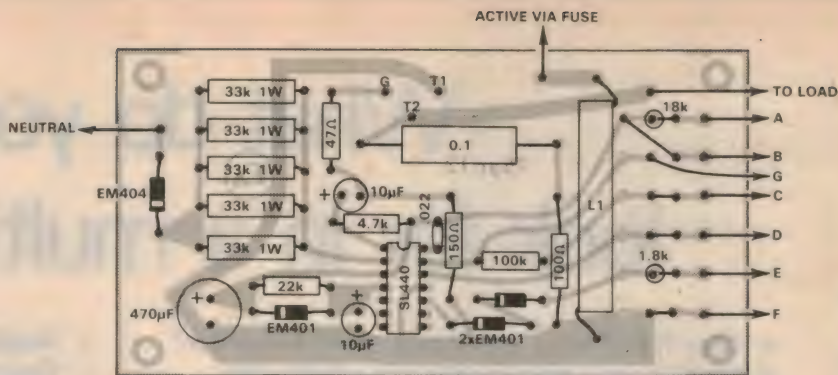 ACTIVE VIA FUSE
NEUTRAL
33k 1W
33k 1W
33k 1W
33k 1W
33k 1W
47Ω
G
T1
T2
0.1
L1
18k
TO LOAD
A
B
G
C
D
E
F
1.8k
EM404
+
10µF
4.7k
.022
150Ω
100k
100Ω
SL440
22k
EM401
470µF
+
+
10µF
2xEM401